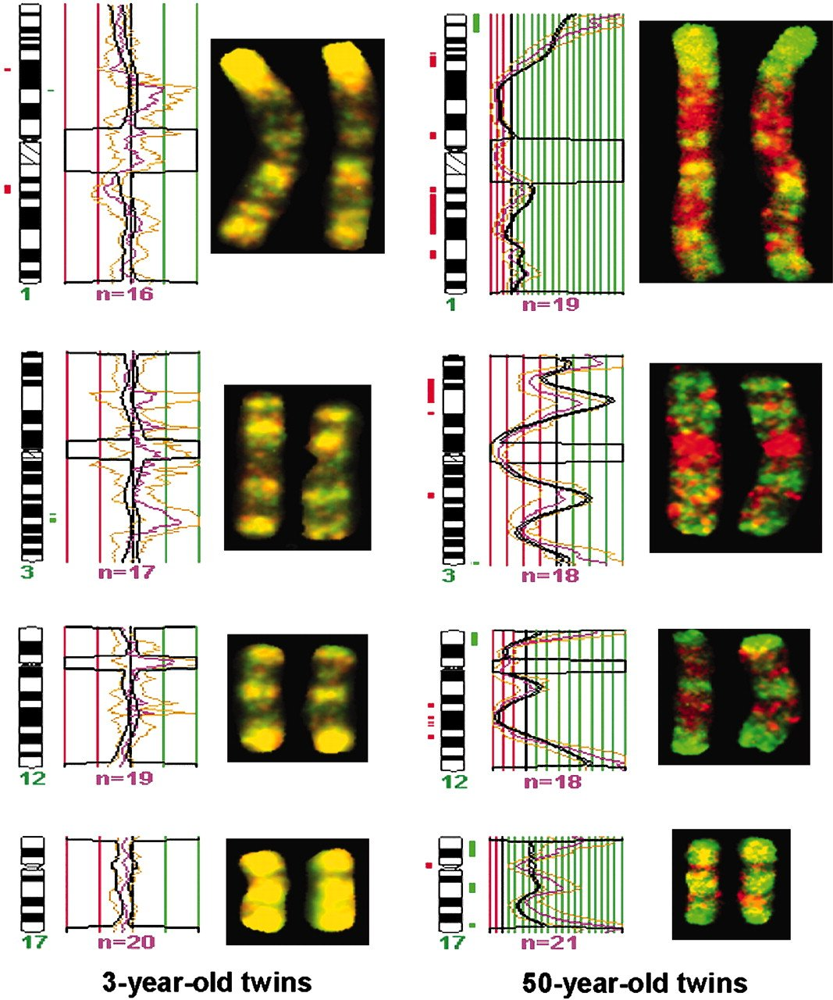 1 n=16
1 n=19
3 n=17
3 n=18
12 n=19
12 n=18
17 n=20
17 n=21
3-year-old twins
50-year-old twins